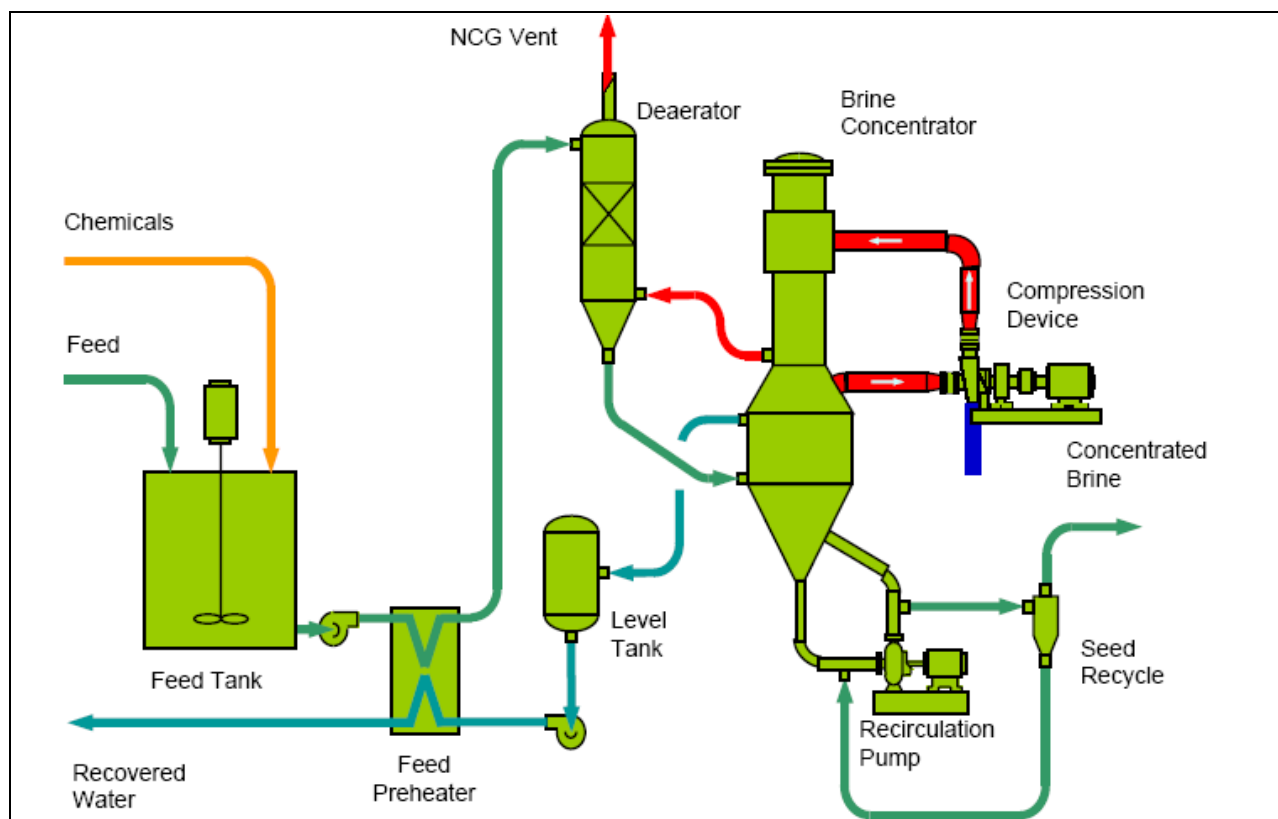 NCG Vent
Deaerator
Brine
Concentrator
Chemicals
Feed
Compression
Device
Concentrated
Brine
Level
Tank
Seed
Recycle
Feed Tank
Recirculation
Pump
Feed
Preheater
Recovered
Water